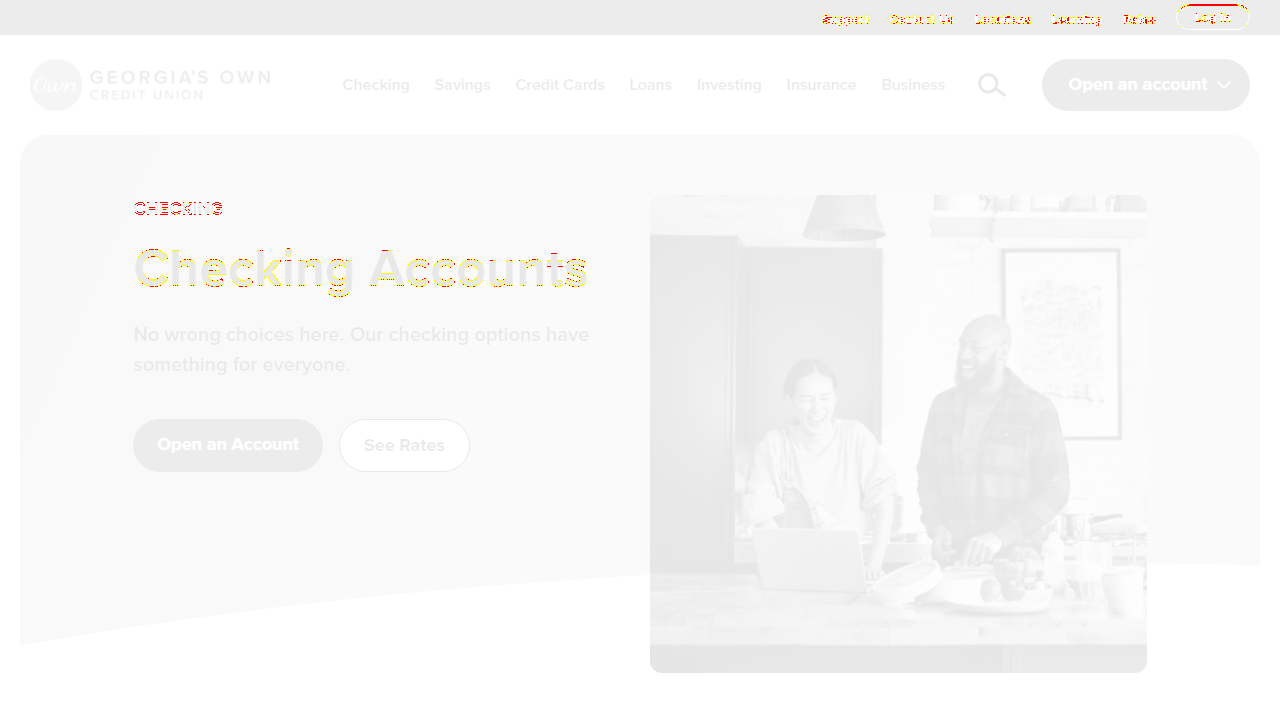 Support Contact Us Locations Learning News Log In
Own GEORGIA'S OWN
CREDIT UNION
Checking Savings Credit Cards Loans Investing Insurance Business Open an account
CHECKING
Checking Accounts
No wrong choices here. Our checking options have
something for everyone.
Open an Account See Rates